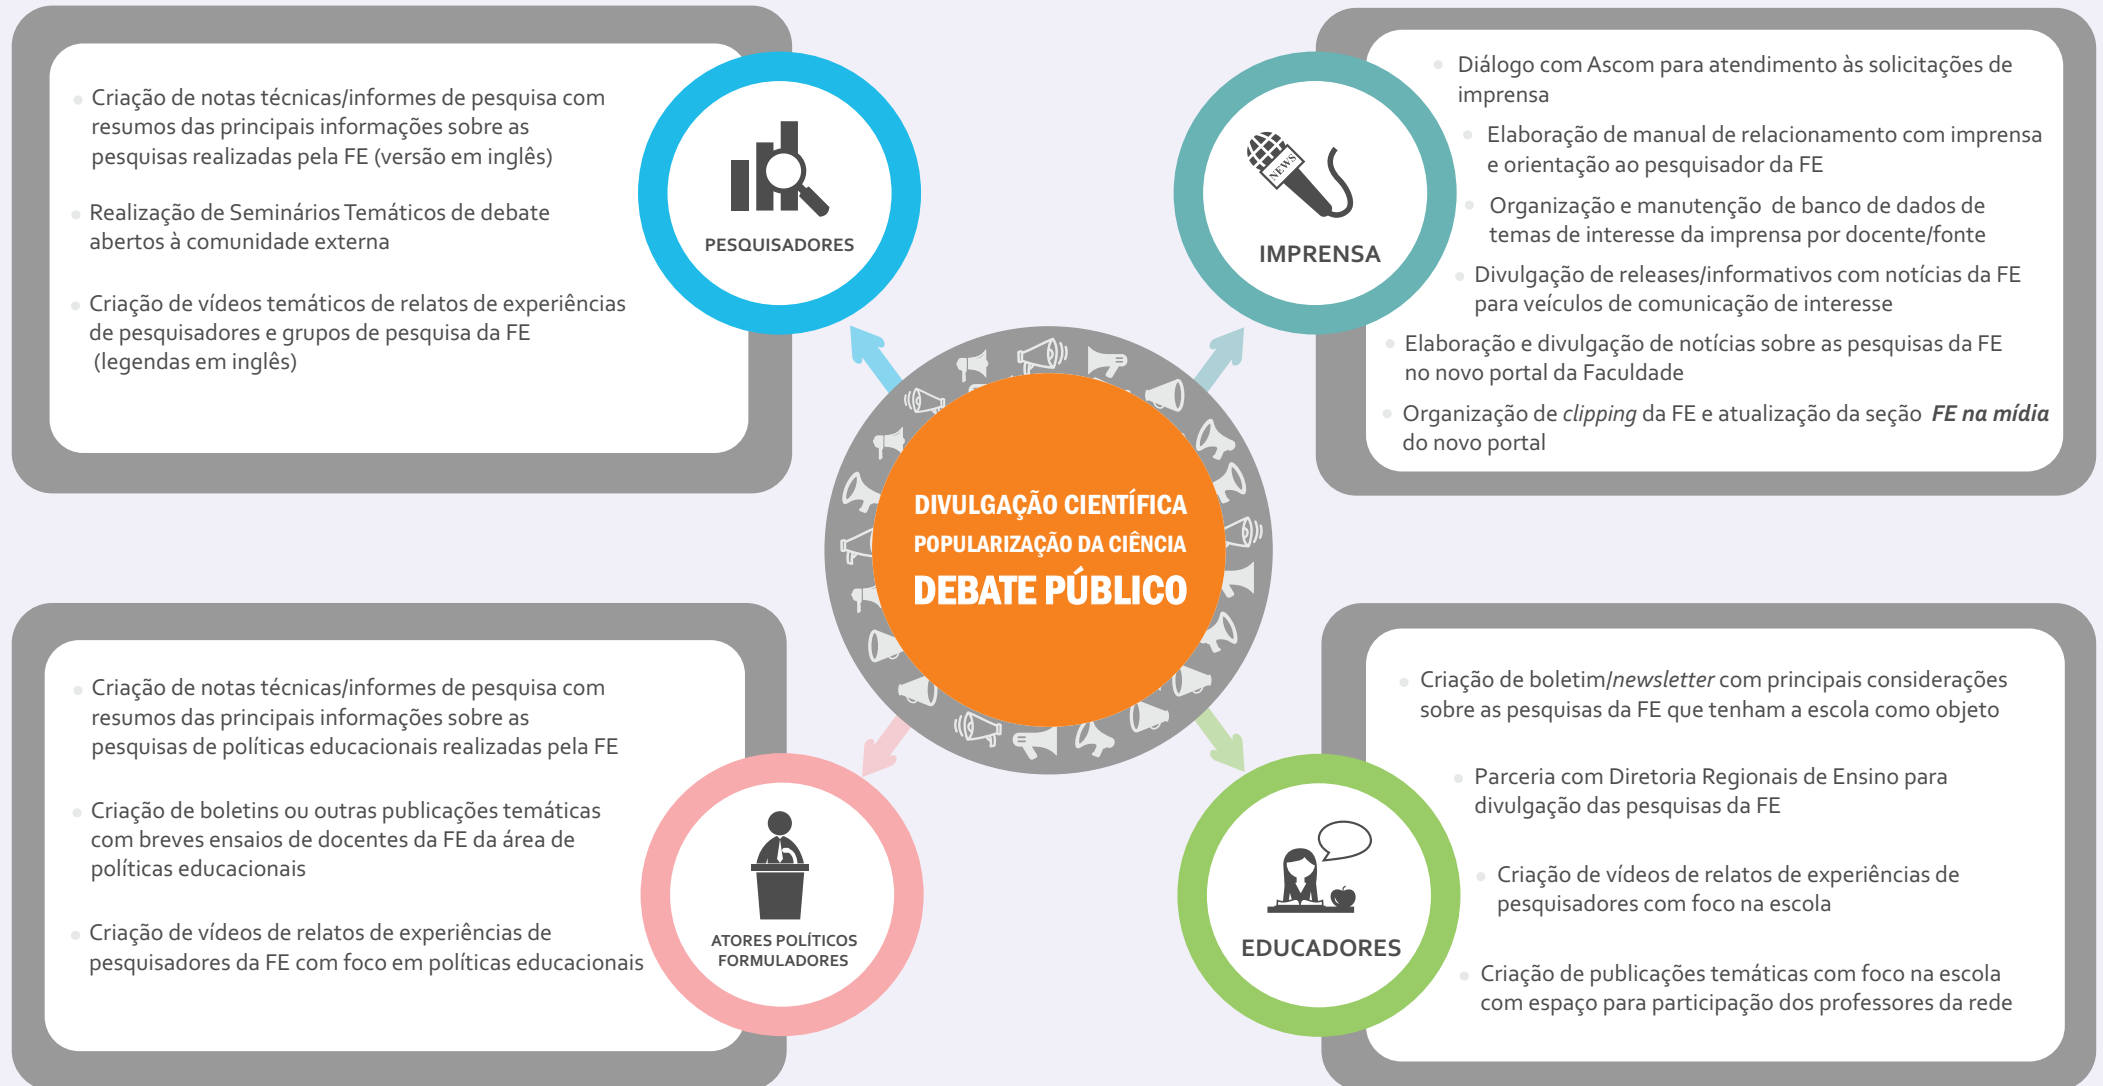 Criação de notas técnicas/informes de pesquisa com
resumos das principais informações sobre as
pesquisas realizadas pela FE (versão em inglês)
Realização de Seminários Temáticos de debate
abertos à comunidade externa
Criação de vídeos temáticos de relatos de experiências
de pesquisadores e grupos de pesquisa da FE
(legendas em inglês)
PESQUISADORES
NEWS
IMPRENSA
Diálogo com Ascom para atendimento às solicitações de
imprensa
Elaboração de manual de relacionamento com imprensa
e orientação ao pesquisador da FE
Organização e manutenção de banco de dados de
temas de interesse da imprensa por docente/fonte
Divulgação de releases/informativos com notícias da FE
para veículos de comunicação de interesse
Elaboração e divulgação de notícias sobre as pesquisas da FE
no novo portal da Faculdade
Organização de clipping da FE e atualização da seção FE na mídia
do novo portal
DIVULGAÇÃO CIENTÍFICA
POPULARIZAÇÃO DA CIÊNCIA
DEBATE PÚBLICO
Criação de notas técnicas/informes de pesquisa com
resumos das principais informações sobre as
pesquisas de políticas educacionais realizadas pela FE
Criação de boletins ou outras publicações temáticas
com breves ensaios de docentes da FE da área de
políticas educacionais
Criação de vídeos de relatos de experiências de
pesquisadores da FE com foco em políticas educacionais
ATORES POLÍTICOS
FORMULADORES
EDUCADORES
Criação de boletim/newsletter com principais considerações
sobre as pesquisas da FE que tenham a escola como objeto
Parceria com Diretoria Regionais de Ensino para
divulgação das pesquisas da FE
Criação de vídeos de relatos de experiências de
pesquisadores com foco na escola
Criação de publicações temáticas com foco na escola
com espaço para participação dos professores da rede